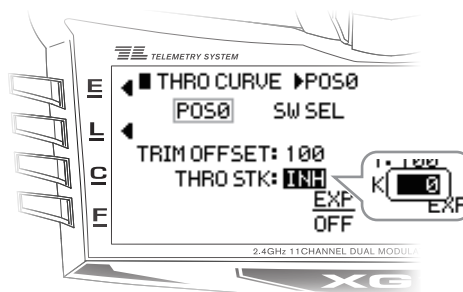 TELEMETRY SYSTEM
E
THRO CURVE ▶POS0
POS0 SW SEL
L
TRIM OFFSET: 100
C
THRO STK: INH
K 0
EXP
EXP
F
OFF
2.4GHz 11CHANNEL DUAL MODULA
XG